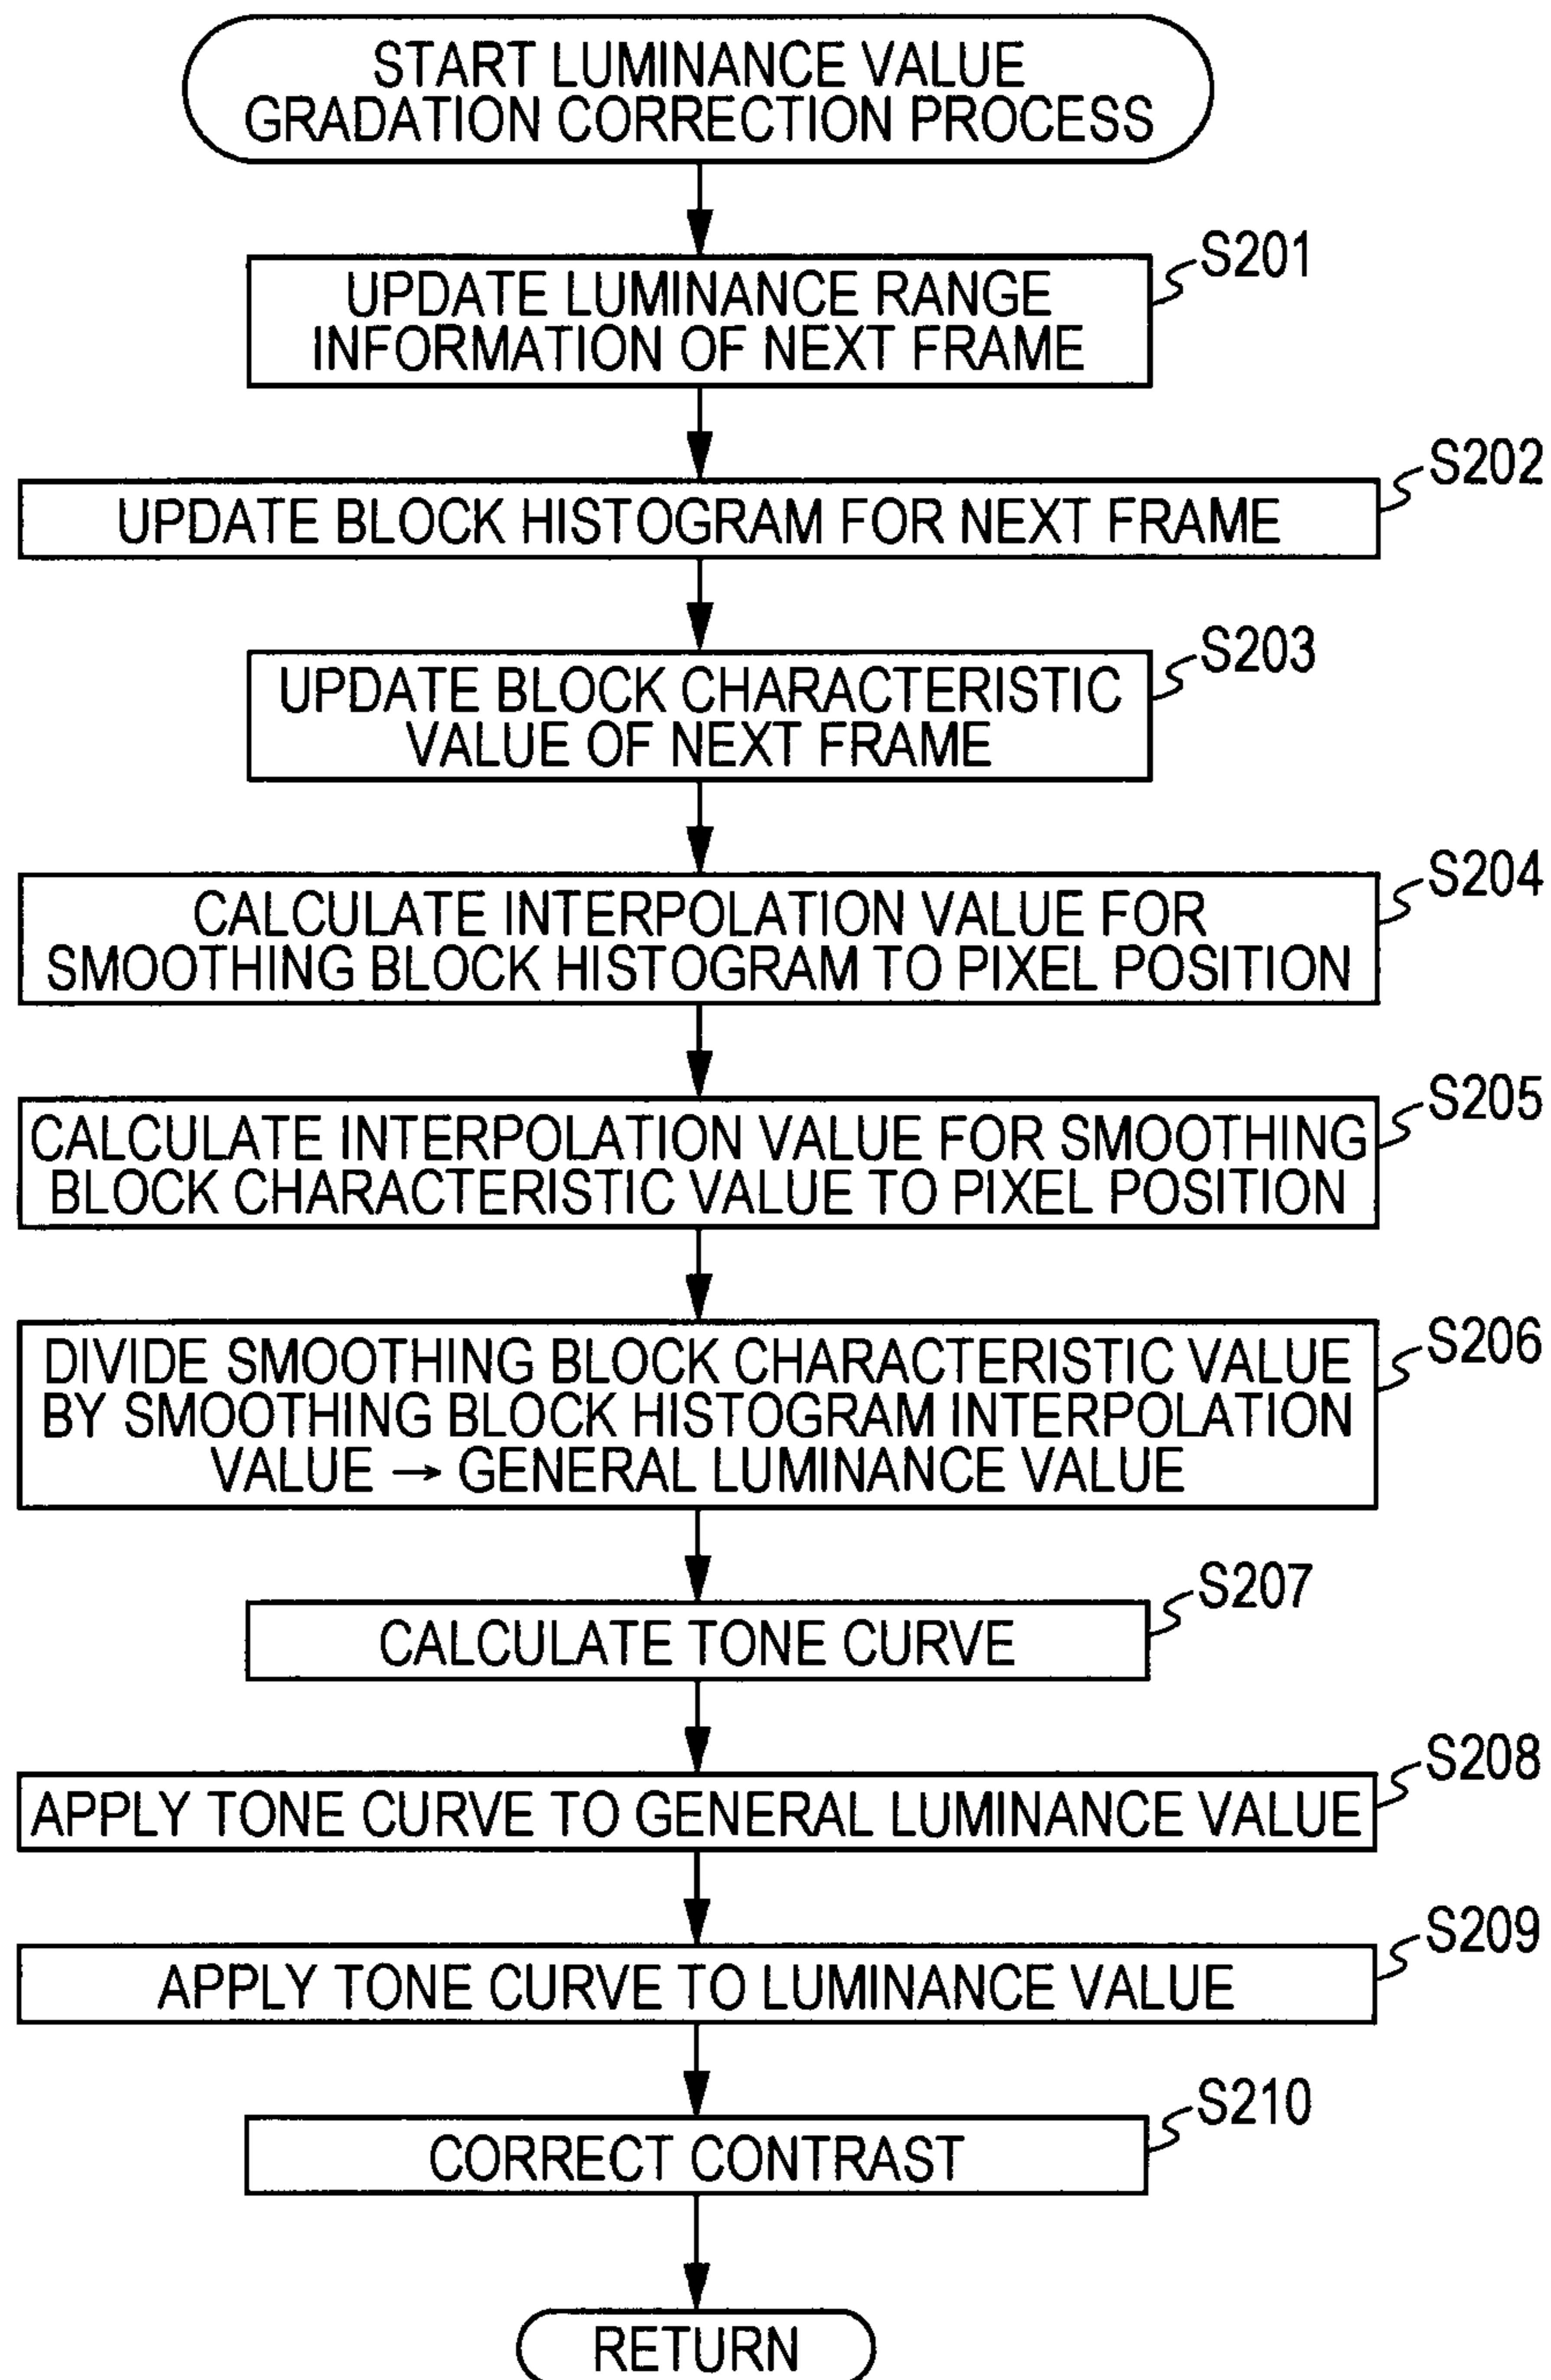 START LUMINANCE VALUE
GRADATION CORRECTION PROCESS
S201
UPDATE LUMINANCE RANGE
INFORMATION OF NEXT FRAME
S202
UPDATE BLOCK HISTOGRAM FOR NEXT FRAME
S203
UPDATE BLOCK CHARACTERISTIC
VALUE OF NEXT FRAME
S204
CALCULATE INTERPOLATION VALUE FOR
SMOOTHING BLOCK HISTOGRAM TO PIXEL POSITION
S205
CALCULATE INTERPOLATION VALUE FOR SMOOTHING
BLOCK CHARACTERISTIC VALUE TO PIXEL POSITION
S206
DIVIDE SMOOTHING BLOCK CHARACTERISTIC VALUE
BY SMOOTHING BLOCK HISTOGRAM INTERPOLATION
VALUE → GENERAL LUMINANCE VALUE
S207
CALCULATE TONE CURVE
S208
APPLY TONE CURVE TO GENERAL LUMINANCE VALUE
S209
APPLY TONE CURVE TO LUMINANCE VALUE
S210
CORRECT CONTRAST
RETURN